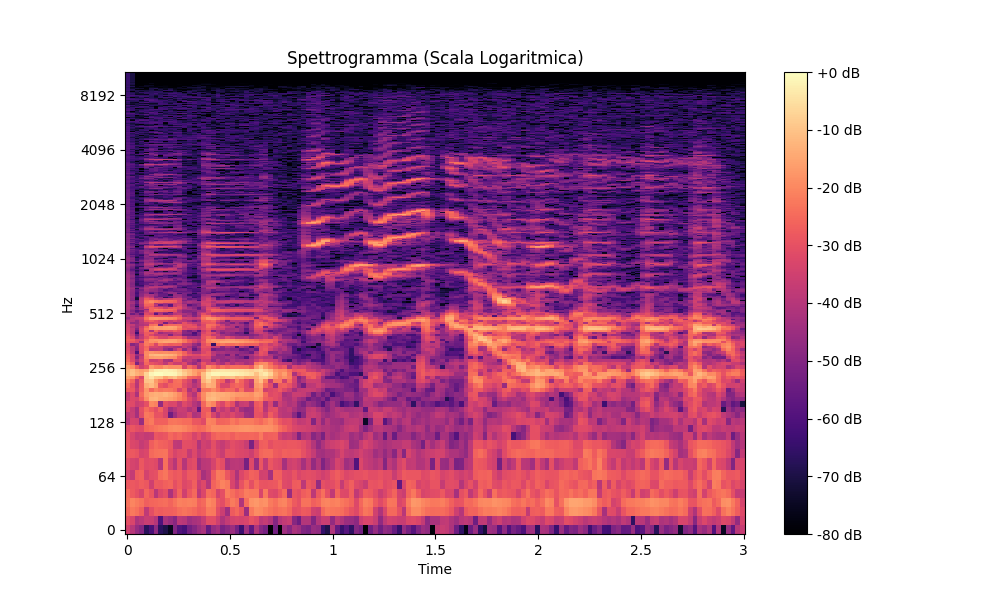 Spettrogramma (Scala Logaritmica)
Hz
8192
4096
2048
1024
512
256
128
64
0
0
0.5
1
1.5
2
2.5
3
Time
+0 dB
-10 dB
-20 dB
-30 dB
-40 dB
-50 dB
-60 dB
-70 dB
-80 dB